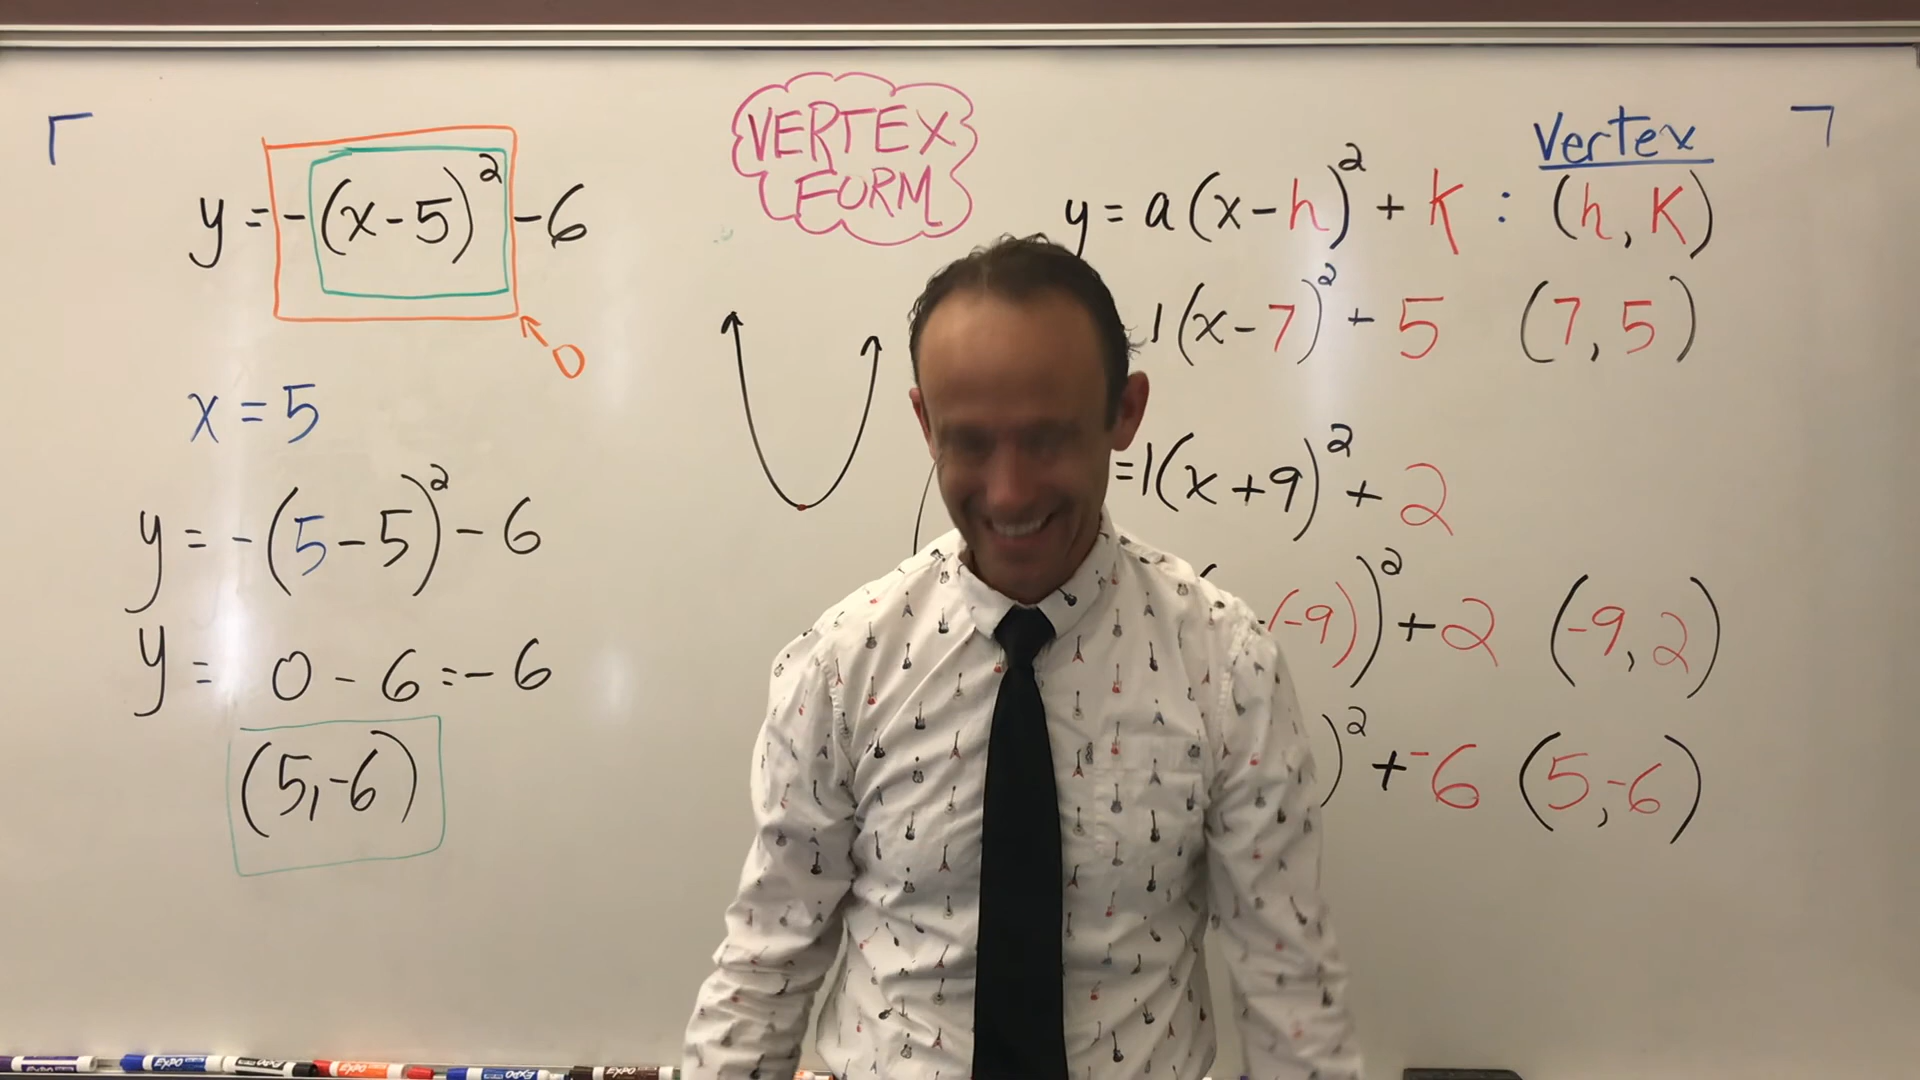 y = -(x-5)² -6
0
x = 5
y = -(5-5)² - 6
y = 0 - 6 = -6
(5,-6)
VERTEX
FORM
Vertex
y = a(x-h)² + k : (h, K)
1(x-7)² + 5 (7, 5)
=1(x+9)² + 2
(-9))² + 2 (-9, 2)
)² + -6 (5,-6)
EXPO
EXPO
EXPO
EXPO
EXPO